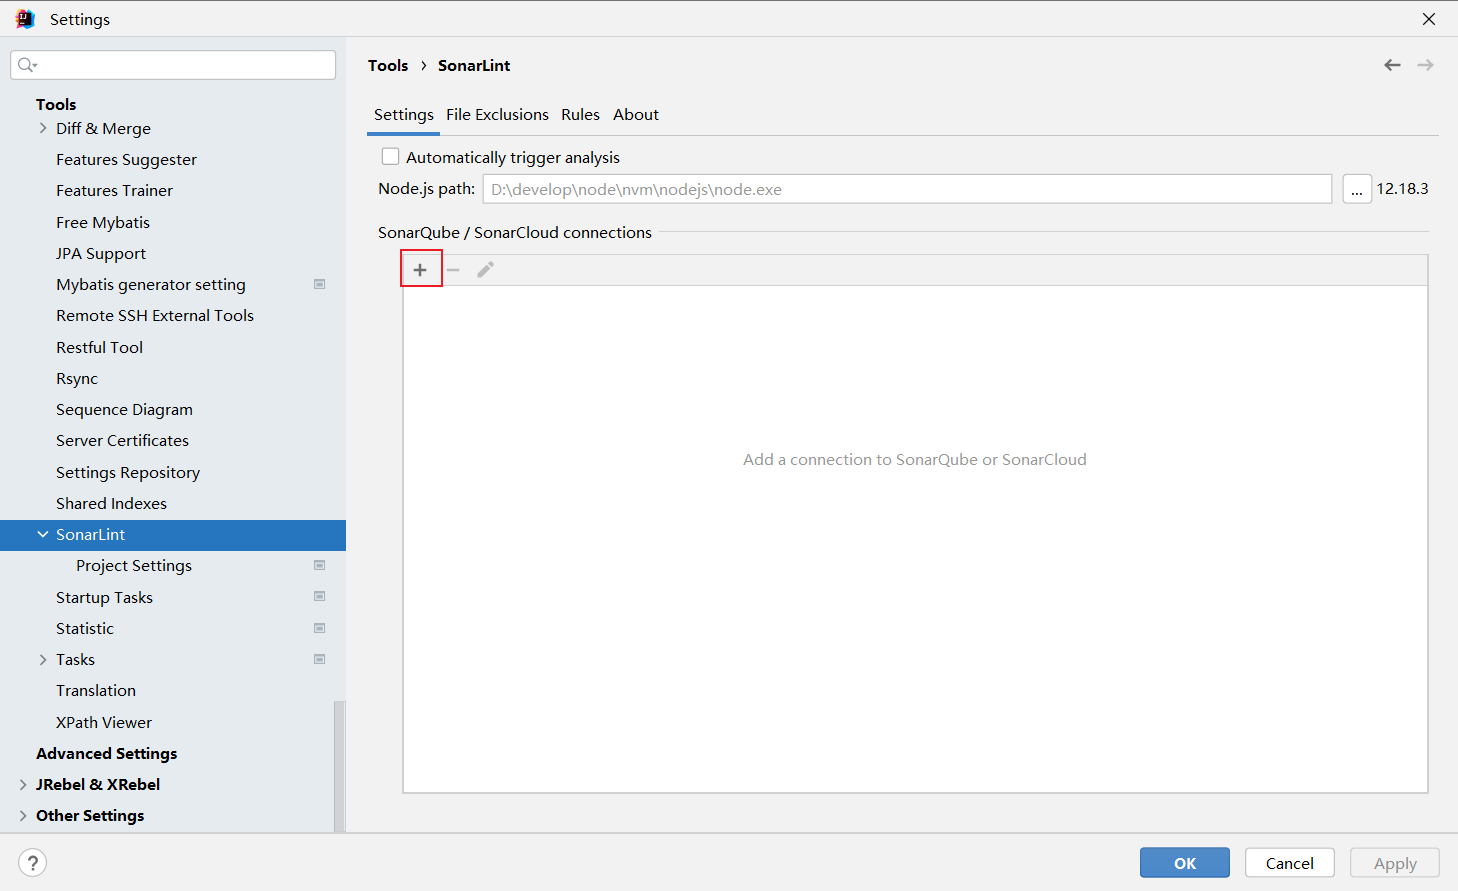 Settings
Tools › SonarLint
Tools
Diff & Merge
Features Suggester
Features Trainer
Free Mybatis
JPA Support
Mybatis generator setting
Remote SSH External Tools
Restful Tool
Rsync
Sequence Diagram
Server Certificates
Settings Repository
Shared Indexes
SonarLint
Project Settings
Startup Tasks
Statistic
Tasks
Translation
XPath Viewer
Advanced Settings
JRebel & XRebel
Other Settings
Settings File Exclusions Rules About
Automatically trigger analysis
Node.js path: D:\develop\node\nvm\nodejs\node.exe ... 12.18.3
SonarQube / SonarCloud connections
Add a connection to SonarQube or SonarCloud
? OK Cancel Apply